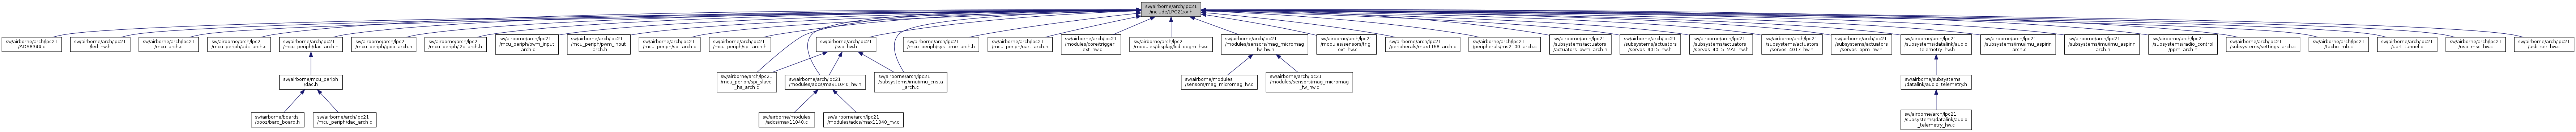 sw/airborne/arch/lpc21
/include/LPC21xx.h
sw/airborne/arch/lpc21
/ADS8344.c
sw/airborne/arch/lpc21
/led_hw.h
sw/airborne/arch/lpc21
/mcu_arch.c
sw/airborne/arch/lpc21
/mcu_periph/adc_arch.c
sw/airborne/arch/lpc21
/mcu_periph/dac_arch.h
sw/airborne/arch/lpc21
/mcu_periph/gpio_arch.h
sw/airborne/arch/lpc21
/mcu_periph/i2c_arch.h
sw/airborne/arch/lpc21
/mcu_periph/pwm_input
_arch.c
sw/airborne/arch/lpc21
/mcu_periph/pwm_input
_arch.h
sw/airborne/arch/lpc21
/mcu_periph/spi_arch.c
sw/airborne/arch/lpc21
/mcu_periph/spi_arch.h
sw/airborne/arch/lpc21
/ssp_hw.h
sw/airborne/arch/lpc21
/mcu_periph/sys_time_arch.h
sw/airborne/arch/lpc21
/mcu_periph/uart_arch.h
sw/airborne/arch/lpc21
/modules/core/trigger
_ext_hw.c
sw/airborne/arch/lpc21
/modules/display/lcd_dogm_hw.c
sw/airborne/arch/lpc21
/modules/sensors/mag_micromag
_fw_hw.h
sw/airborne/arch/lpc21
/modules/sensors/trig
_ext_hw.c
sw/airborne/arch/lpc21
/peripherals/max1168_arch.c
sw/airborne/arch/lpc21
/peripherals/ms2100_arch.c
sw/airborne/arch/lpc21
/subsystems/actuators
/actuators_pwm_arch.h
sw/airborne/arch/lpc21
/subsystems/actuators
/servos_4015_hw.h
sw/airborne/arch/lpc21
/subsystems/actuators
/servos_4015_MAT_hw.h
sw/airborne/arch/lpc21
/subsystems/actuators
/servos_4017_hw.h
sw/airborne/arch/lpc21
/subsystems/actuators
/servos_ppm_hw.h
sw/airborne/arch/lpc21
/subsystems/datalink/audio
_telemetry_hw.h
sw/airborne/arch/lpc21
/subsystems/imu/imu_aspirin
_arch.c
sw/airborne/arch/lpc21
/subsystems/imu/imu_aspirin
_arch.h
sw/airborne/arch/lpc21
/subsystems/radio_control
/ppm_arch.h
sw/airborne/arch/lpc21
/subsystems/settings_arch.c
sw/airborne/arch/lpc21
/tacho_mb.c
sw/airborne/arch/lpc21
/uart_tunnel.c
sw/airborne/arch/lpc21
/usb_msc_hw.c
sw/airborne/arch/lpc21
/usb_ser_hw.c
sw/airborne/mcu_periph
/dac.h
sw/airborne/arch/lpc21
/mcu_periph/spi_slave
_hs_arch.c
sw/airborne/arch/lpc21
/modules/adcs/max11040_hw.h
sw/airborne/arch/lpc21
/subsystems/imu/imu_crista
_arch.c
sw/airborne/modules
/sensors/mag_micromag_fw.c
sw/airborne/arch/lpc21
/modules/sensors/mag_micromag
_fw_hw.c
sw/airborne/subsystems
/datalink/audio_telemetry.h
sw/airborne/boards
/booz/baro_board.h
sw/airborne/arch/lpc21
/mcu_periph/dac_arch.c
sw/airborne/modules
/adcs/max11040.c
sw/airborne/arch/lpc21
/modules/adcs/max11040_hw.c
sw/airborne/arch/lpc21
/subsystems/datalink/audio
_telemetry_hw.c